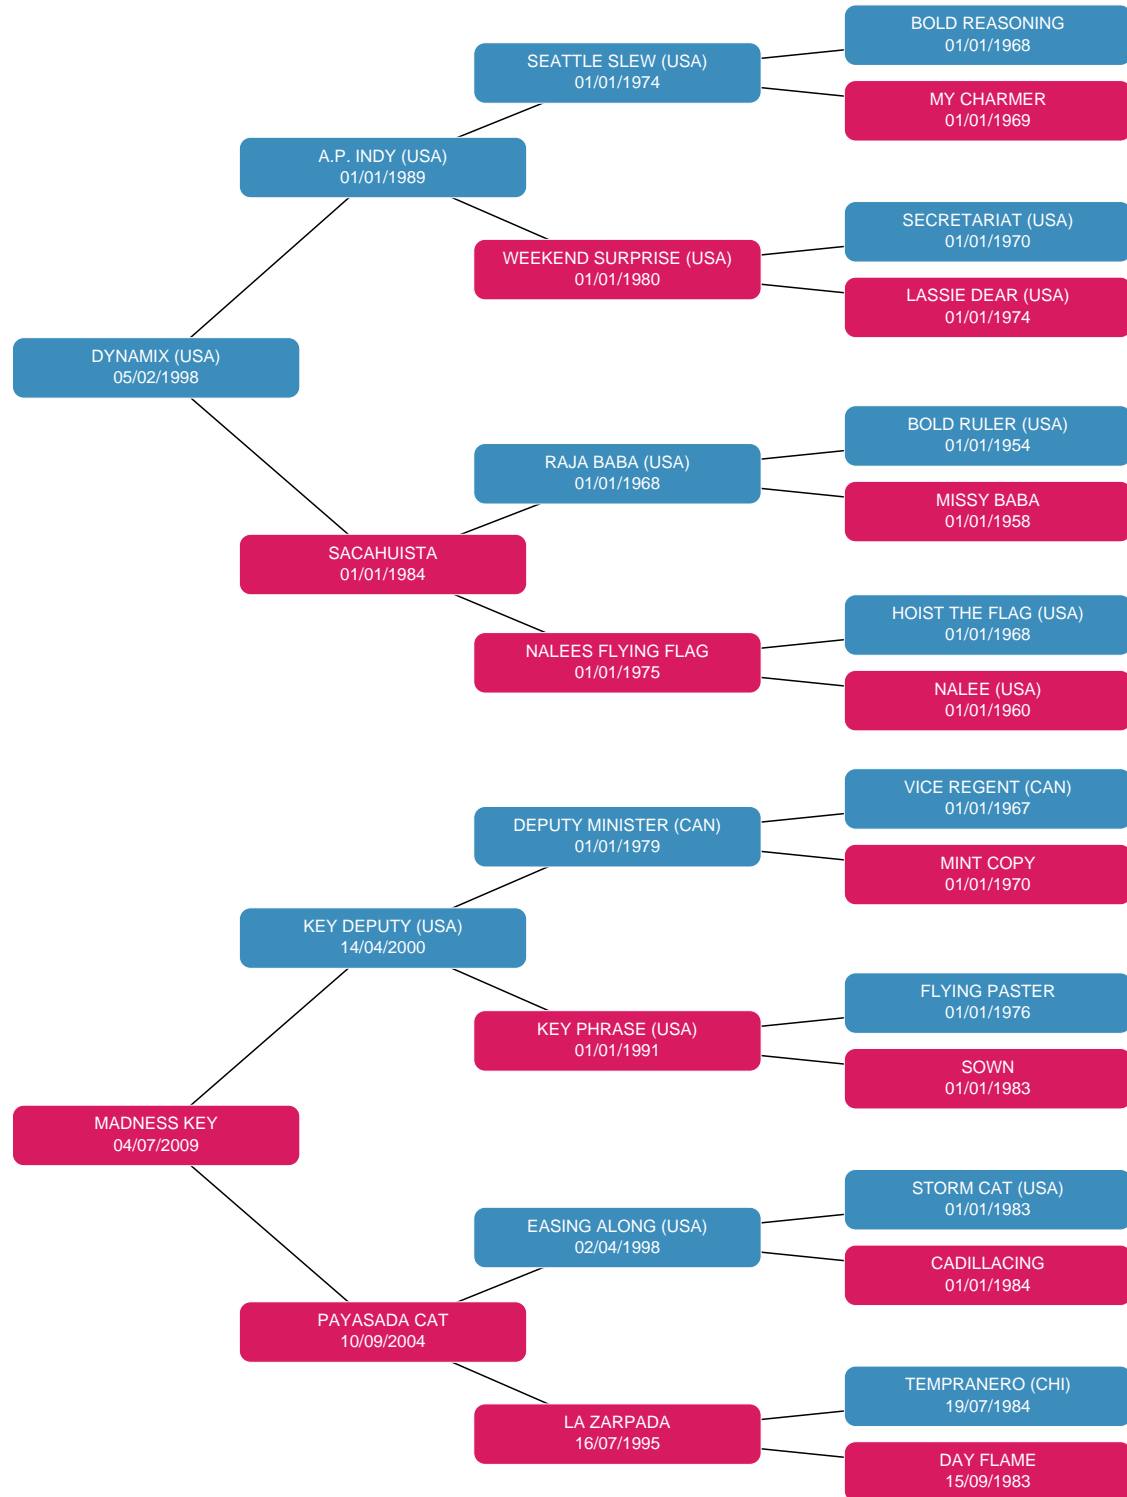 BOLD REASONING
01/01/1968
SEATTLE SLEW (USA)
01/01/1974
MY CHARMER
01/01/1969
A.P. INDY (USA)
01/01/1989
SECRETARIAT (USA)
01/01/1970
WEEKEND SURPRISE (USA)
01/01/1980
LASSIE DEAR (USA)
01/01/1974
DYNAMIX (USA)
05/02/1998
BOLD RULER (USA)
01/01/1954
RAJA BABA (USA)
01/01/1968
MISSY BABA
01/01/1958
SACAHUISTA
01/01/1984
HOIST THE FLAG (USA)
01/01/1968
NALEES FLYING FLAG
01/01/1975
NALEE (USA)
01/01/1960
VICE REGENT (CAN)
01/01/1967
DEPUTY MINISTER (CAN)
01/01/1979
MINT COPY
01/01/1970
KEY DEPUTY (USA)
14/04/2000
FLYING PASTER
01/01/1976
KEY PHRASE (USA)
01/01/1991
SOWN
01/01/1983
MADNESS KEY
04/07/2009
STORM CAT (USA)
01/01/1983
EASING ALONG (USA)
02/04/1998
CADILLACING
01/01/1984
PAYASADA CAT
10/09/2004
TEMPRANERO (CHI)
19/07/1984
LA ZARPADA
16/07/1995
DAY FLAME
15/09/1983